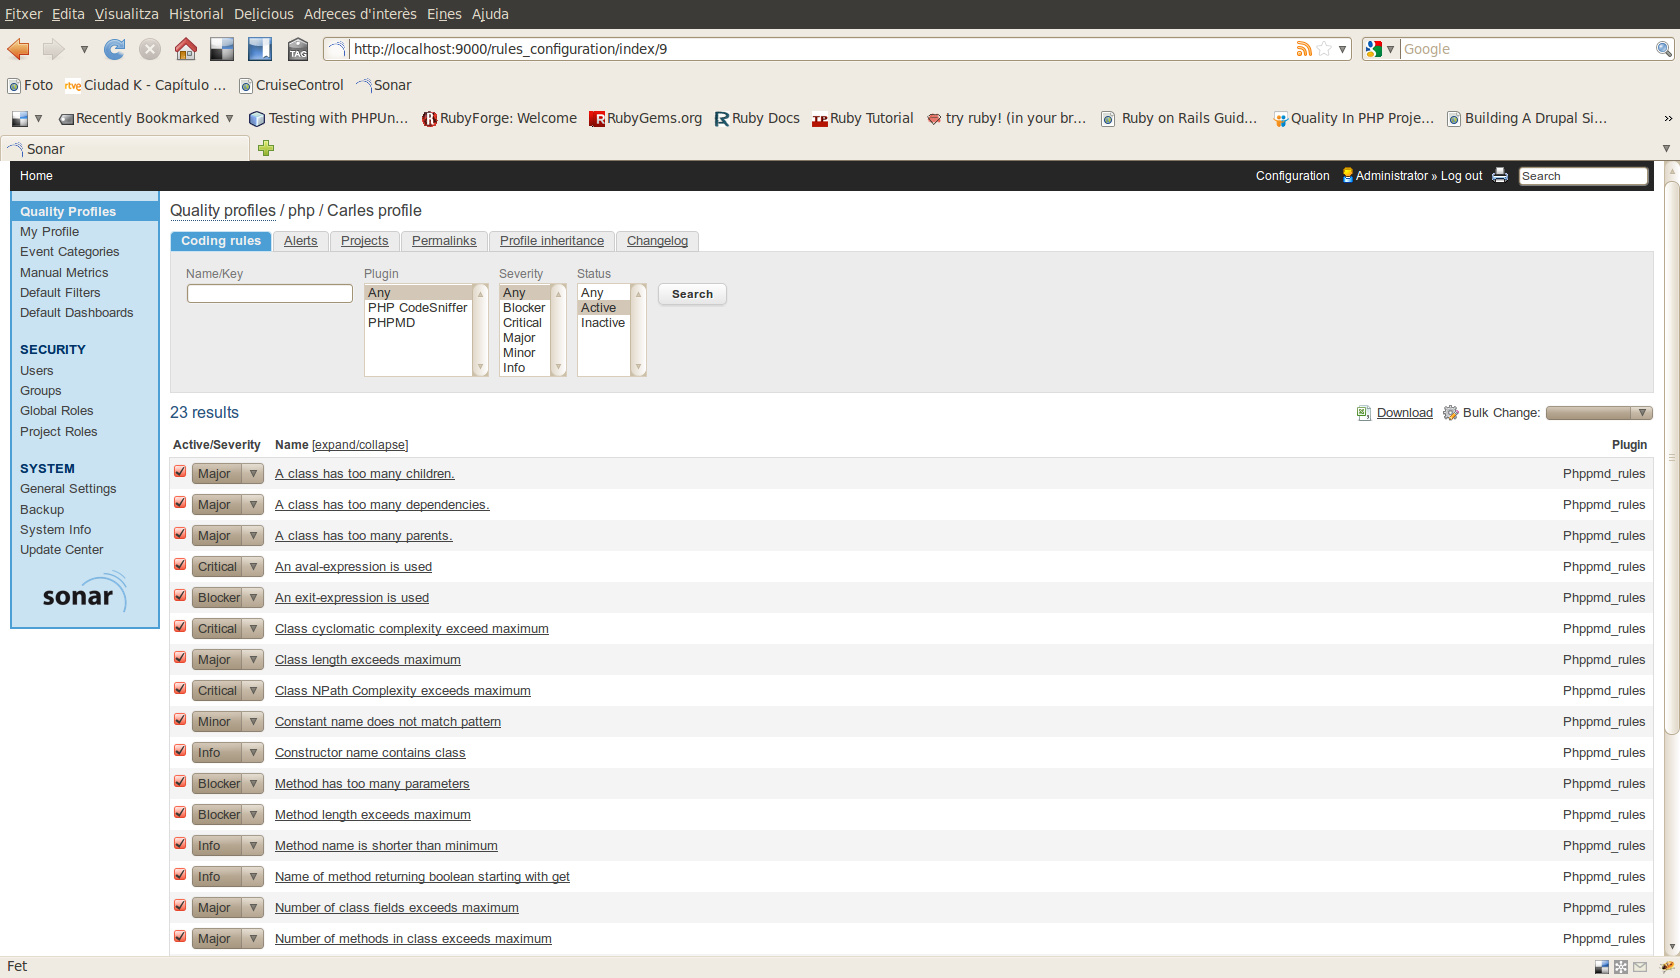 Fitxer Edita Visualitza Historial Delicious Adreces d'interès Eines Ajuda
TAG http://localhost:9000/rules_configuration/index/9 Google
Foto rtve Ciudad K - Capítulo ... CruiseControl Sonar
Recently Bookmarked Testing with PHPUn... RubyForge: Welcome RubyGems.org Ruby Docs Ruby Tutorial try ruby! (in your br... Ruby on Rails Guid... Quality In PHP Proje... Building A Drupal Si... »
Sonar
Home Configuration Administrator » Log out Search
Quality Profiles
My Profile
Event Categories
Manual Metrics
Default Filters
Default Dashboards
SECURITY
Users
Groups
Global Roles
Project Roles
SYSTEM
General Settings
Backup
System Info
Update Center
sonar
Quality profiles / php / Carles profile
Coding rules Alerts Projects Permalinks Profile inheritance Changelog
Name/Key Plugin Severity Status
Any Any Any Search
PHP CodeSniffer Blocker Active
PHPMD Critical Inactive
Major
Minor
Info
23 results Download Bulk Change:
Active/Severity Name [expand/collapse] Plugin
Major A class has too many children. Phppmd_rules
Major A class has too many dependencies. Phppmd_rules
Major A class has too many parents. Phppmd_rules
Critical An aval-expression is used Phppmd_rules
Blocker An exit-expression is used Phppmd_rules
Critical Class cyclomatic complexity exceed maximum Phppmd_rules
Major Class length exceeds maximum Phppmd_rules
Critical Class NPath Complexity exceeds maximum Phppmd_rules
Minor Constant name does not match pattern Phppmd_rules
Info Constructor name contains class Phppmd_rules
Blocker Method has too many parameters Phppmd_rules
Blocker Method length exceeds maximum Phppmd_rules
Info Method name is shorter than minimum Phppmd_rules
Info Name of method returning boolean starting with get Phppmd_rules
Major Number of class fields exceeds maximum Phppmd_rules
Major Number of methods in class exceeds maximum Phppmd_rules
Fet